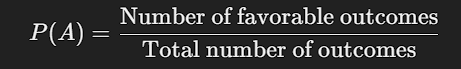 P(A) = Number of favorable outcomes / Total number of outcomes